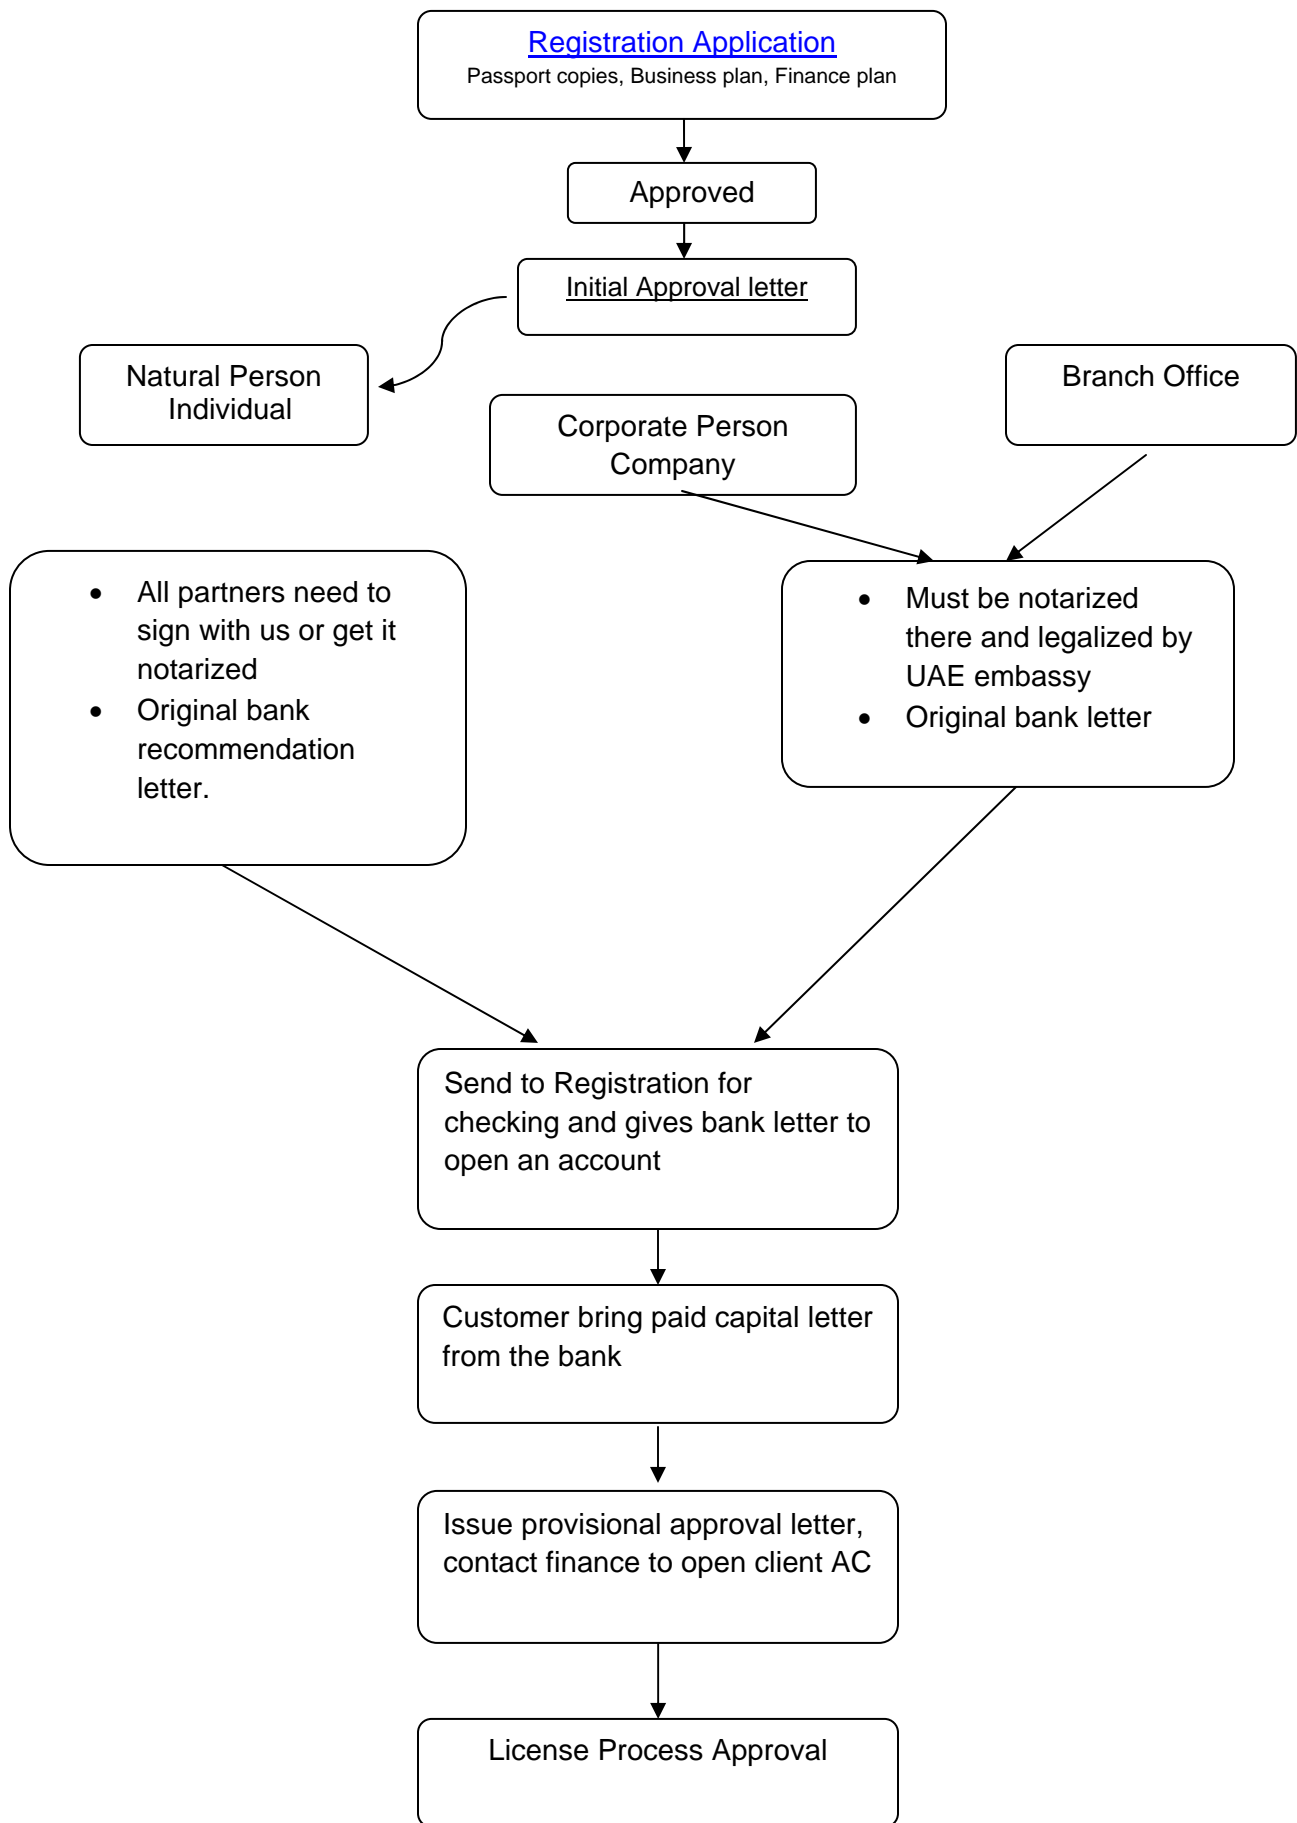 Registration Application
Passport copies, Business plan, Finance plan
Approved
Initial Approval letter
Natural Person
Individual
Corporate Person
Company
Branch Office
• All partners need to
sign with us or get it
notarized
• Original bank
recommendation
letter.
• Must be notarized
there and legalized by
UAE embassy
• Original bank letter
Send to Registration for
checking and gives bank letter to
open an account
Customer bring paid capital letter
from the bank
Issue provisional approval letter,
contact finance to open client AC
License Process Approval